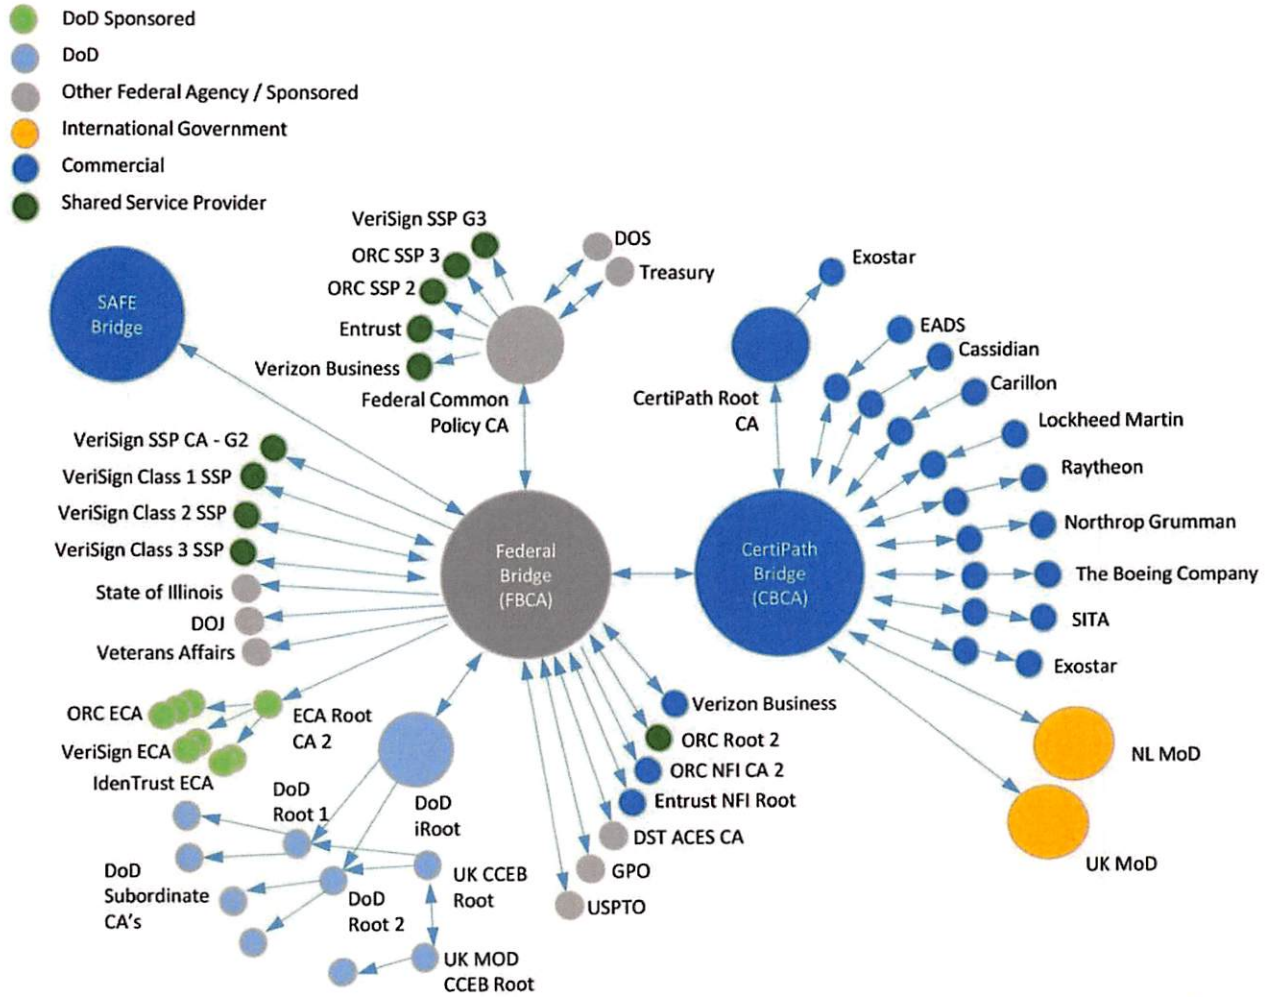 DoD Sponsored
DoD
Other Federal Agency / Sponsored
International Government
Commercial
Shared Service Provider
VeriSign SSP G3
ORC SSP 3
ORC SSP 2
Entrust
Verizon Business
DOS
Treasury
Federal Common
Policy CA
SAFE
Bridge
Exostar
CertiPath Root
CA
EADS
Cassidian
Carillon
Lockheed Martin
Raytheon
Northrop Grumman
The Boeing Company
SITA
Exostar
VeriSign SSP CA - G2
VeriSign Class 1 SSP
VeriSign Class 2 SSP
VeriSign Class 3 SSP
State of Illinois
DOJ
Veterans Affairs
Federal
Bridge
(FBCA)
CertiPath
Bridge
(CBCA)
ORC ECA
VeriSign ECA
IdenTrust ECA
ECA Root
CA 2
DoD
Root 1
DoD
iRoot
DoD
Subordinate
CA's
DoD
Root 2
UK CCEB
Root
UK MOD
CCEB Root
Verizon Business
ORC Root 2
ORC NFI CA 2
Entrust NFI Root
DST ACES CA
GPO
USPTO
NL MoD
UK MoD